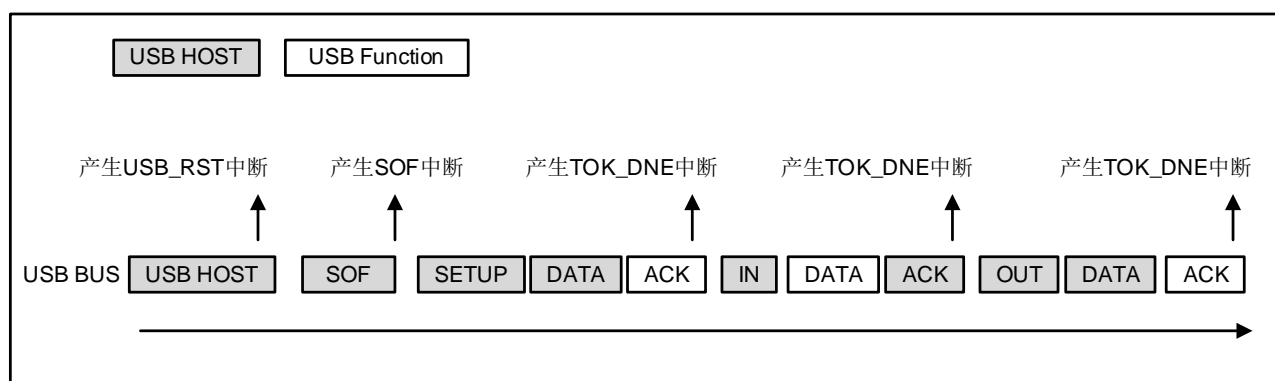 USB HOST USB Function
产生USB_RST中断 产生SOF中断 产生TOK_DNE中断 产生TOK_DNE中断 产生TOK_DNE中断
USB BUS USB HOST SOF SETUP DATA ACK IN DATA ACK OUT DATA ACK